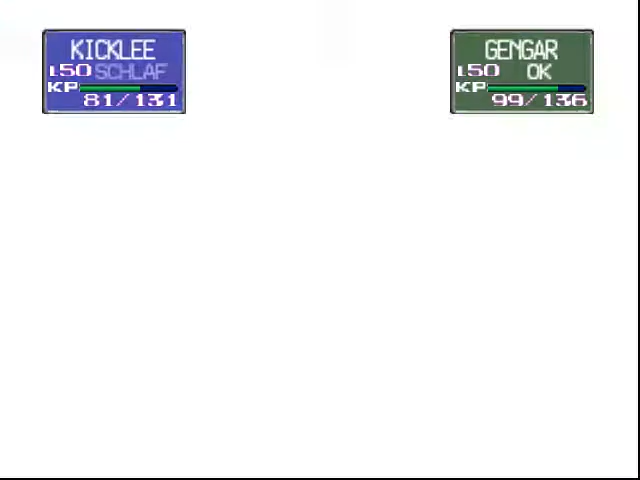 KICKLEE
L50 SCHLAF
KP
81/131
GENGAR
L50 OK
KP
99/136